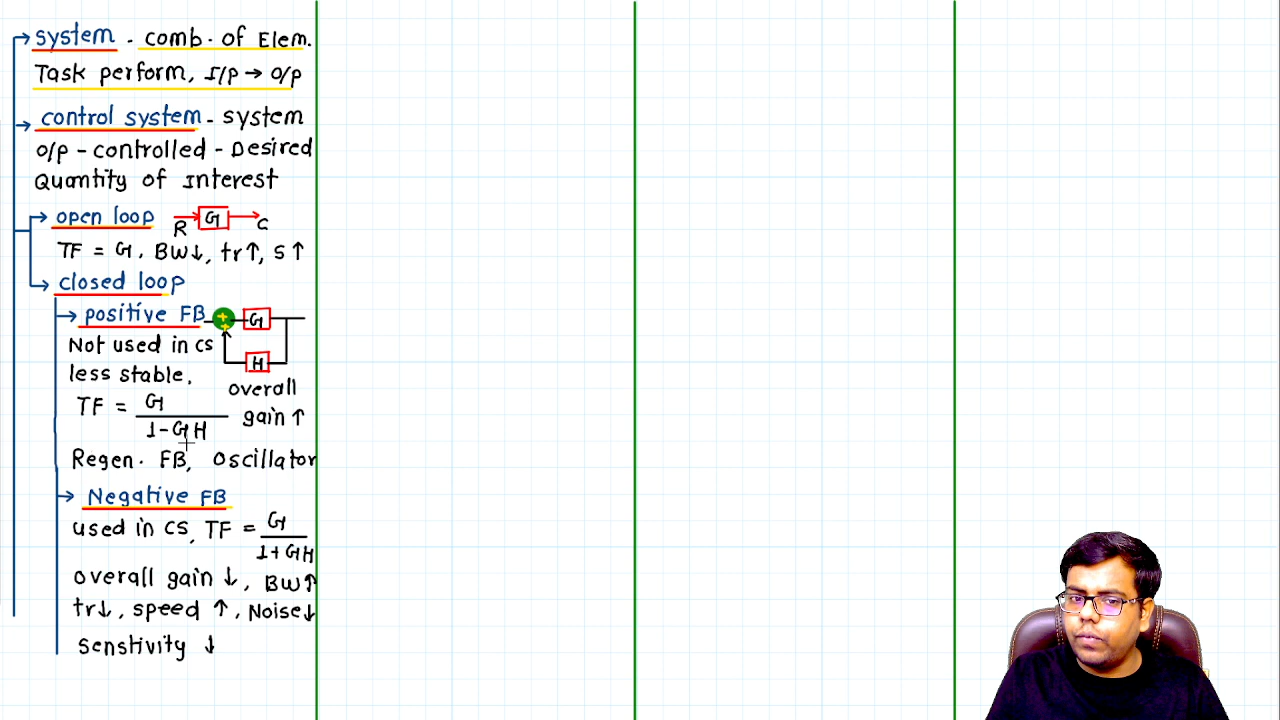 system - comb. of Elem.
Task perform, I/p → o/p
control system - system
o/p - controlled - Desired
Quantity of Interest
open loop R G C
TF = G, BW↓, tr↑, S↑
closed loop
positive FB + + G
Not used in CS H
less stable. overall
TF = G / 1-GH gain ↑
Regen. FB, Oscillator
Negative FB
used in CS, TF = G / 1+GH
overall gain ↓, BW↑
tr↓, speed ↑, Noise↓
senstivity ↓